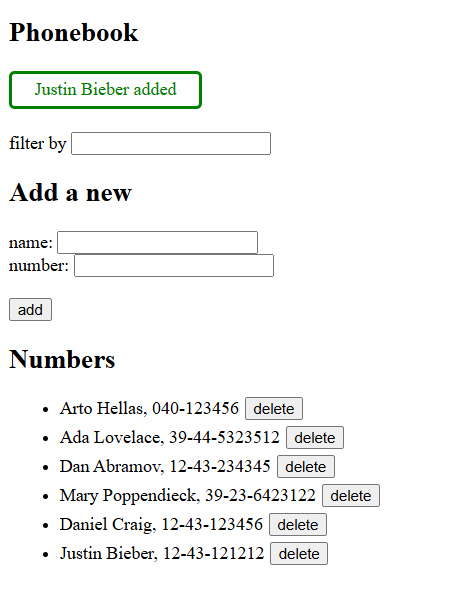 Phonebook
Justin Bieber added
filter by
Add a new
name:
number:
add
Numbers
Arto Hellas, 040-123456 delete
Ada Lovelace, 39-44-5323512 delete
Dan Abramov, 12-43-234345 delete
Mary Poppendieck, 39-23-6423122 delete
Daniel Craig, 12-43-123456 delete
Justin Bieber, 12-43-121212 delete